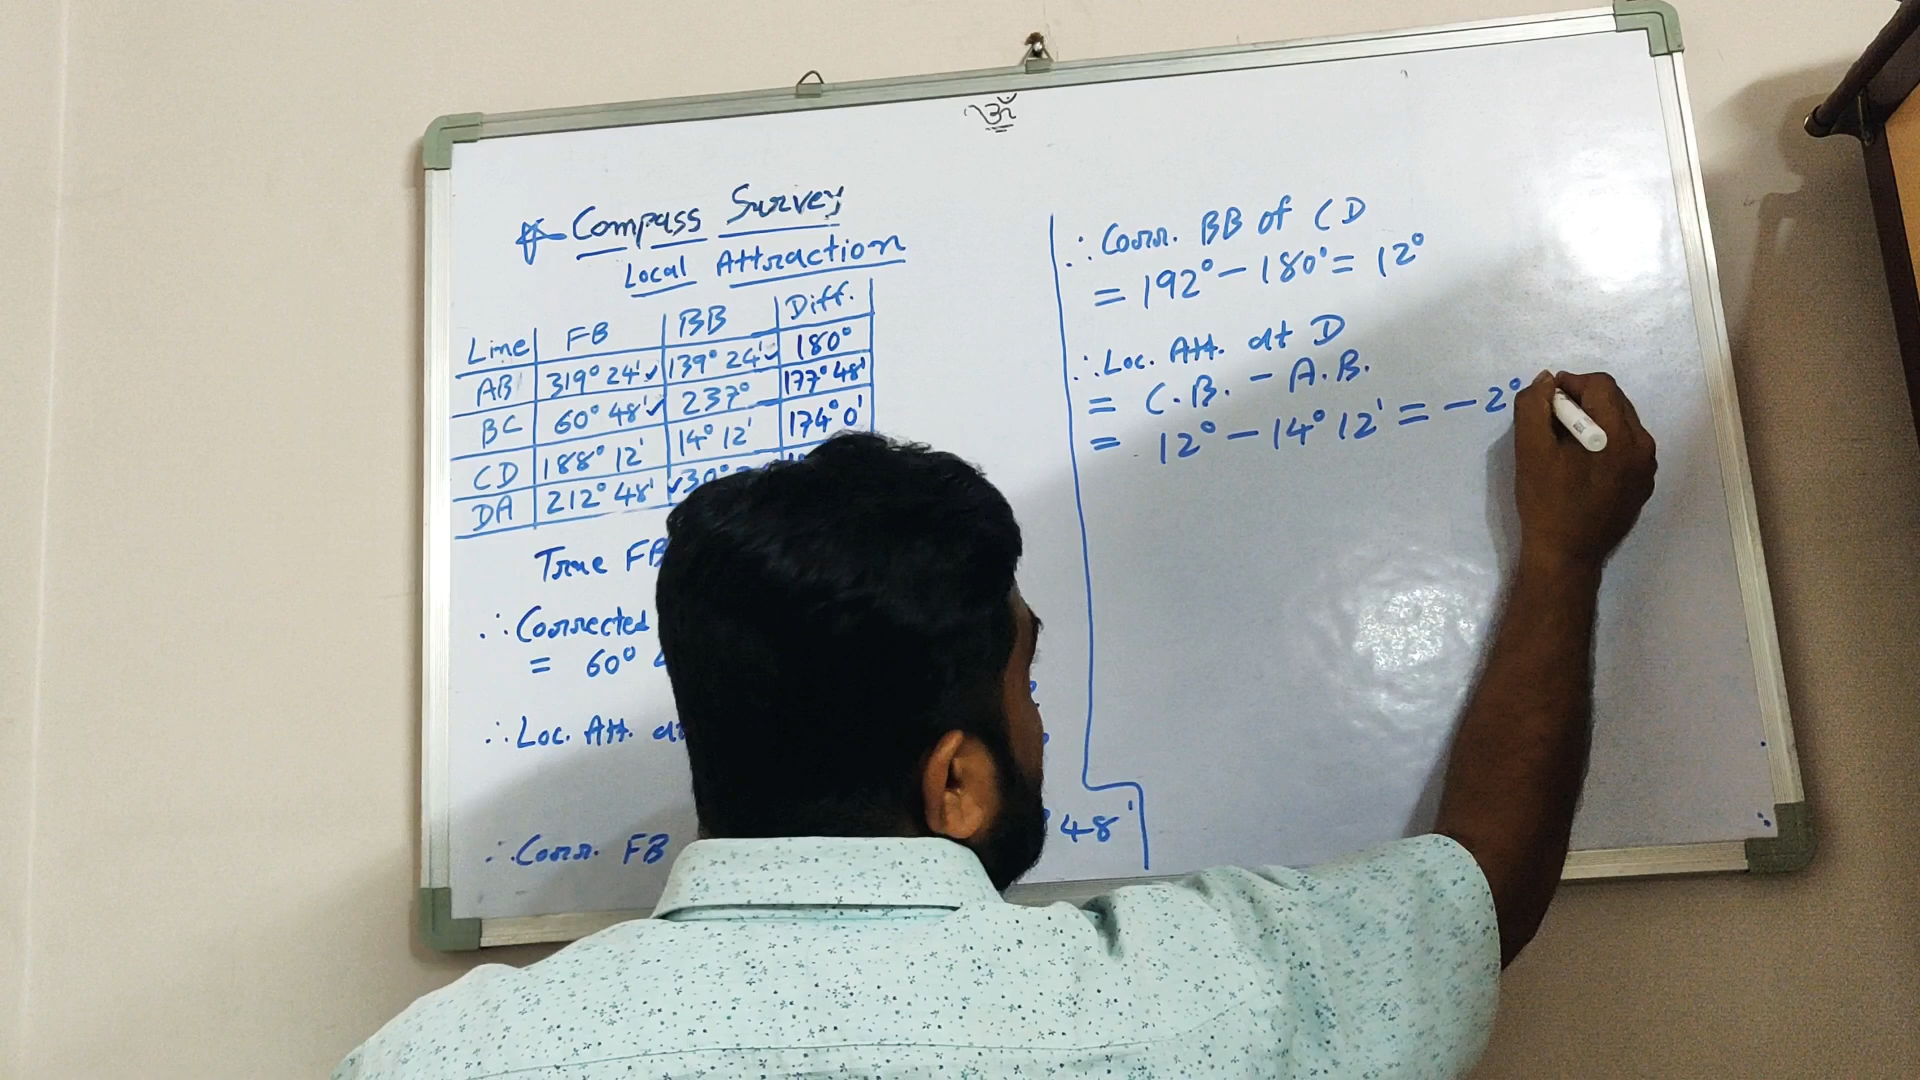 ॐ
Compass Survey
Local Attraction
Line FB BB Diff.
AB 319° 24' ✓ 139° 24' ✓ 180°
BC 60° 48' ✓ 237° 177° 48'
CD 188° 12' 14° 12' 174° 0'
DA 212° 48' ✓ 30°
True FB
∴ Corrected
= 60°
∴ Loc. Att. at
∴ Corr. FB
48'
∴ Corr. BB of CD
= 192° - 180° = 12°
∴ Loc. Att. at D
= C.B. - A.B.
= 12° - 14° 12' = -2°